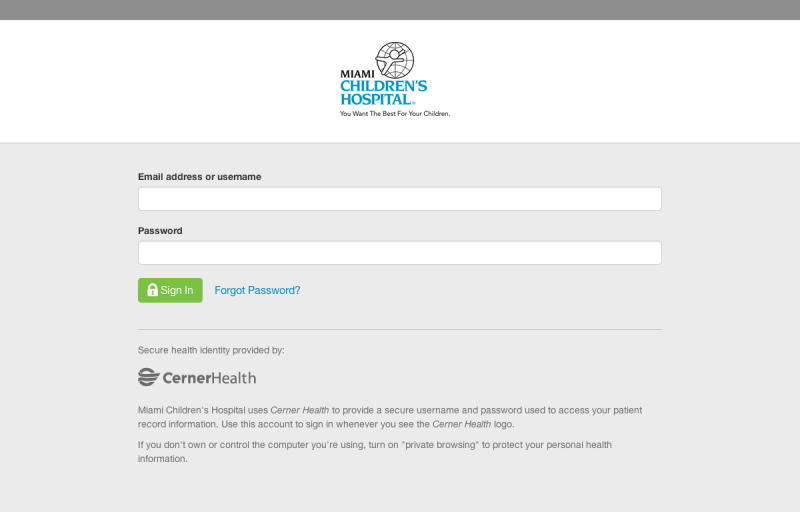 MIAMI
CHILDREN'S
HOSPITAL®
You Want The Best For Your Children.
Email address or username
Password
Sign In
Forgot Password?
Secure health identity provided by:
CernerHealth
Miami Children's Hospital uses Cerner Health to provide a secure username and password used to access your patient
record information. Use this account to sign in whenever you see the Cerner Health logo.
If you don't own or control the computer you're using, turn on "private browsing" to protect your personal health
information.